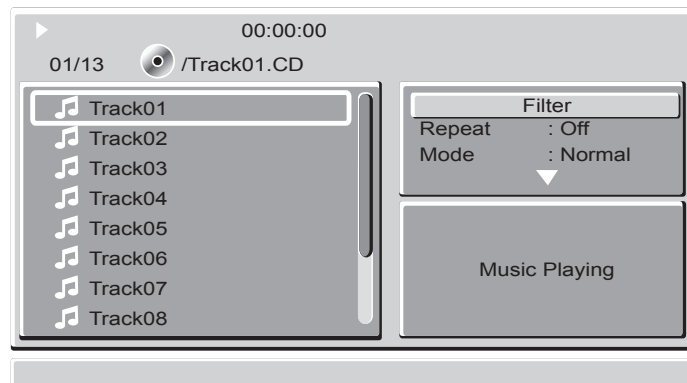 00:00:00
01/13 /Track01.CD
Track01
Track02
Track03
Track04
Track05
Track06
Track07
Track08
Filter
Repeat : Off
Mode : Normal
Music Playing